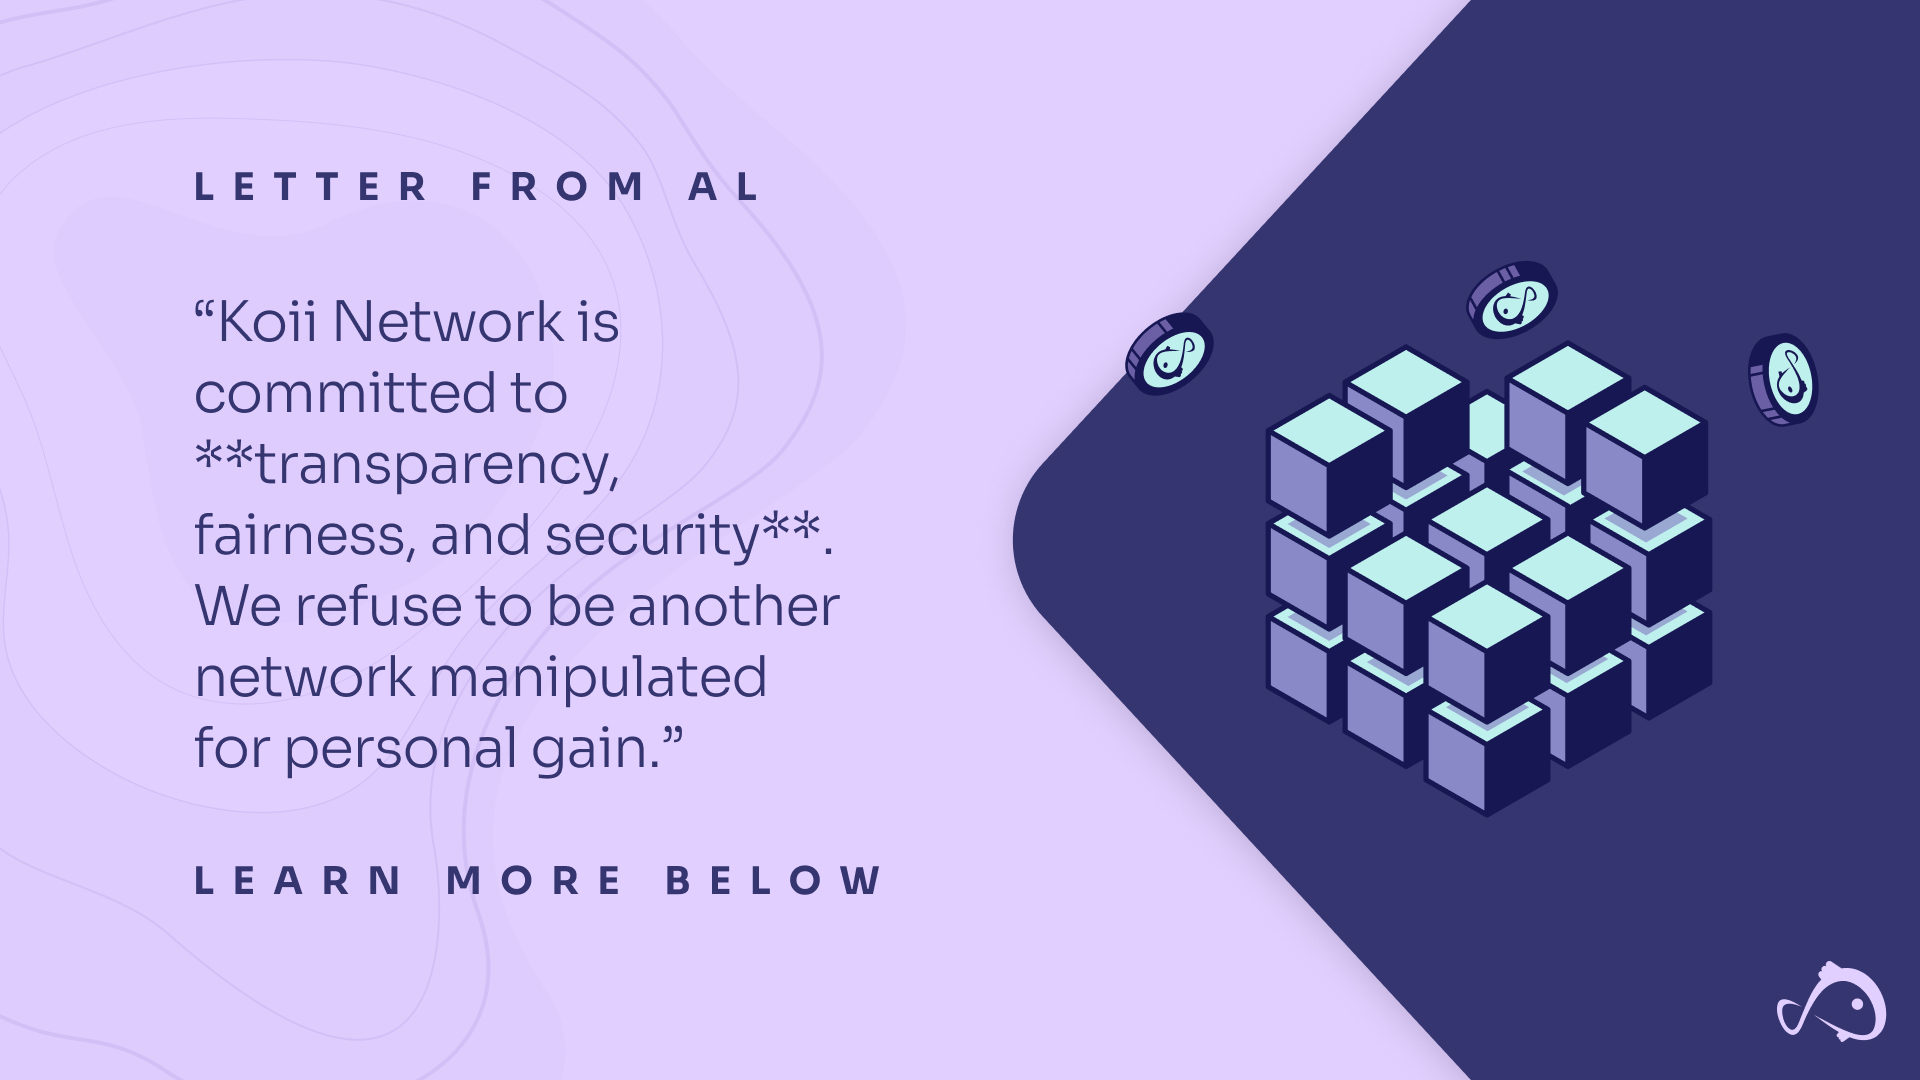 LETTER FROM AL
“Koii Network is
committed to
**transparency,
fairness, and security**.
We refuse to be another
network manipulated
for personal gain.”
LEARN MORE BELOW